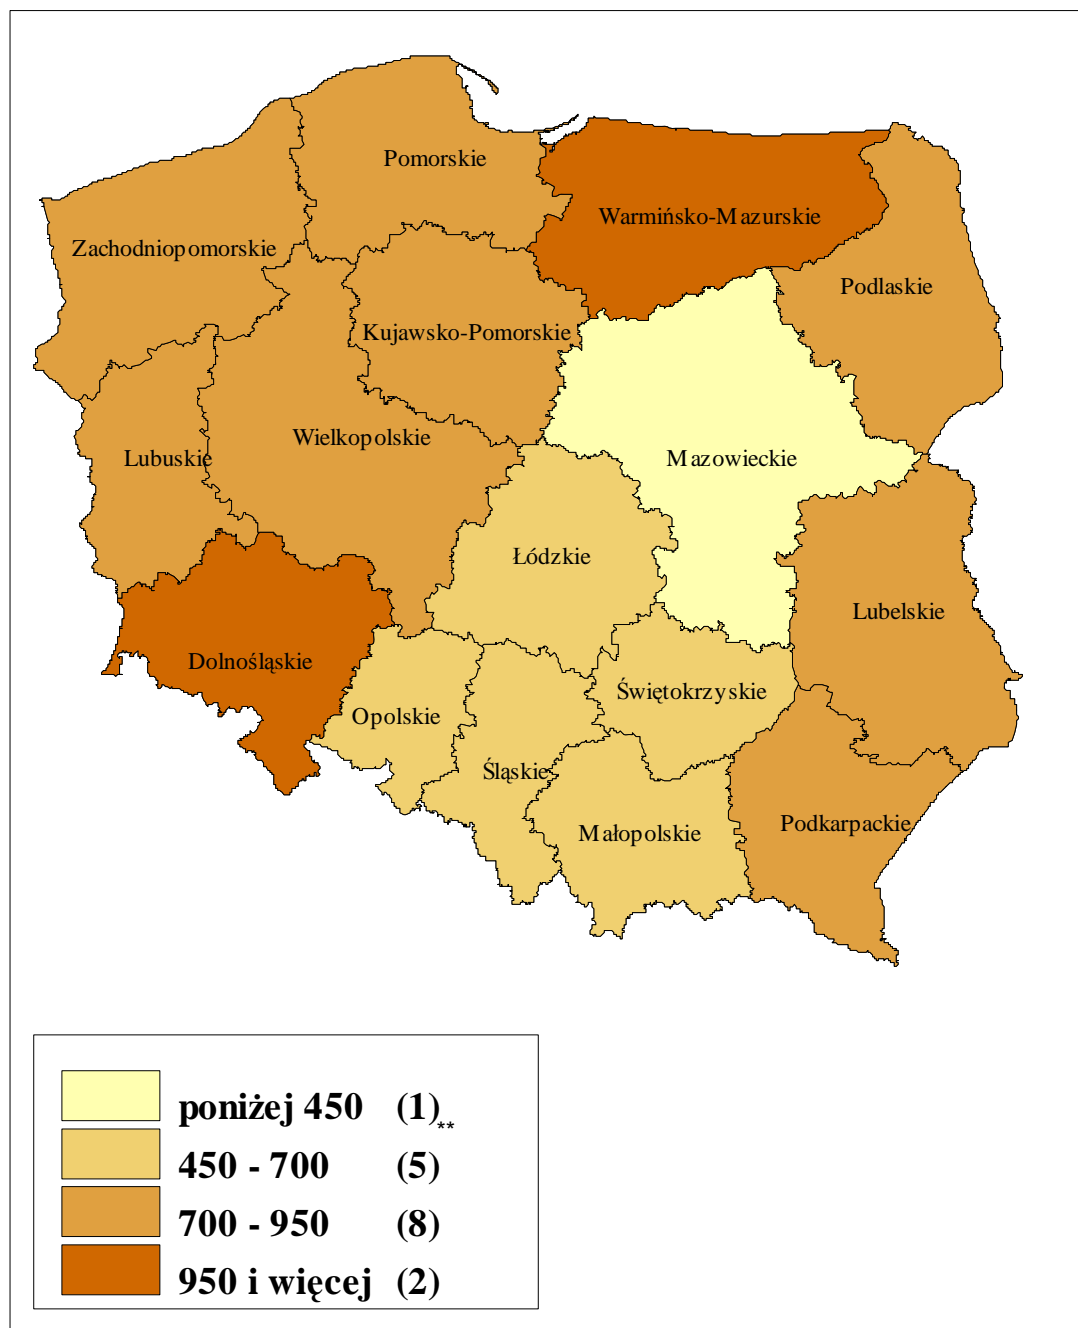 Pomorskie
Warmińsko-Mazurskie
Zachodniopomorskie
Podlaskie
Kujawsko-Pomorskie
Wielkopolskie
Lubuskie
Mazowieckie
Łódzkie
Lubelskie
Dolnośląskie
Świętokrzyskie
Opolskie
Śląskie
Podkarpackie
Małopolskie
poniżej 450 (1)**
450 - 700 (5)
700 - 950 (8)
950 i więcej (2)